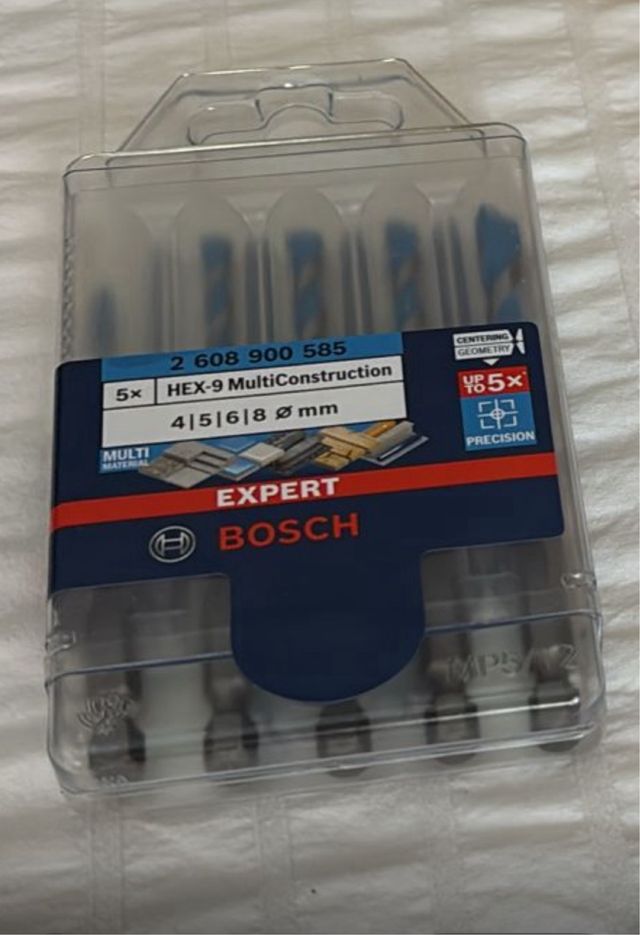 2 608 900 585
5× HEX-9 MultiConstruction
4|5|6|8 Ø mm
CENTERING
GEOMETRY
UP TO 5×
PRECISION
MULTI
MATERIAL
EXPERT
BOSCH